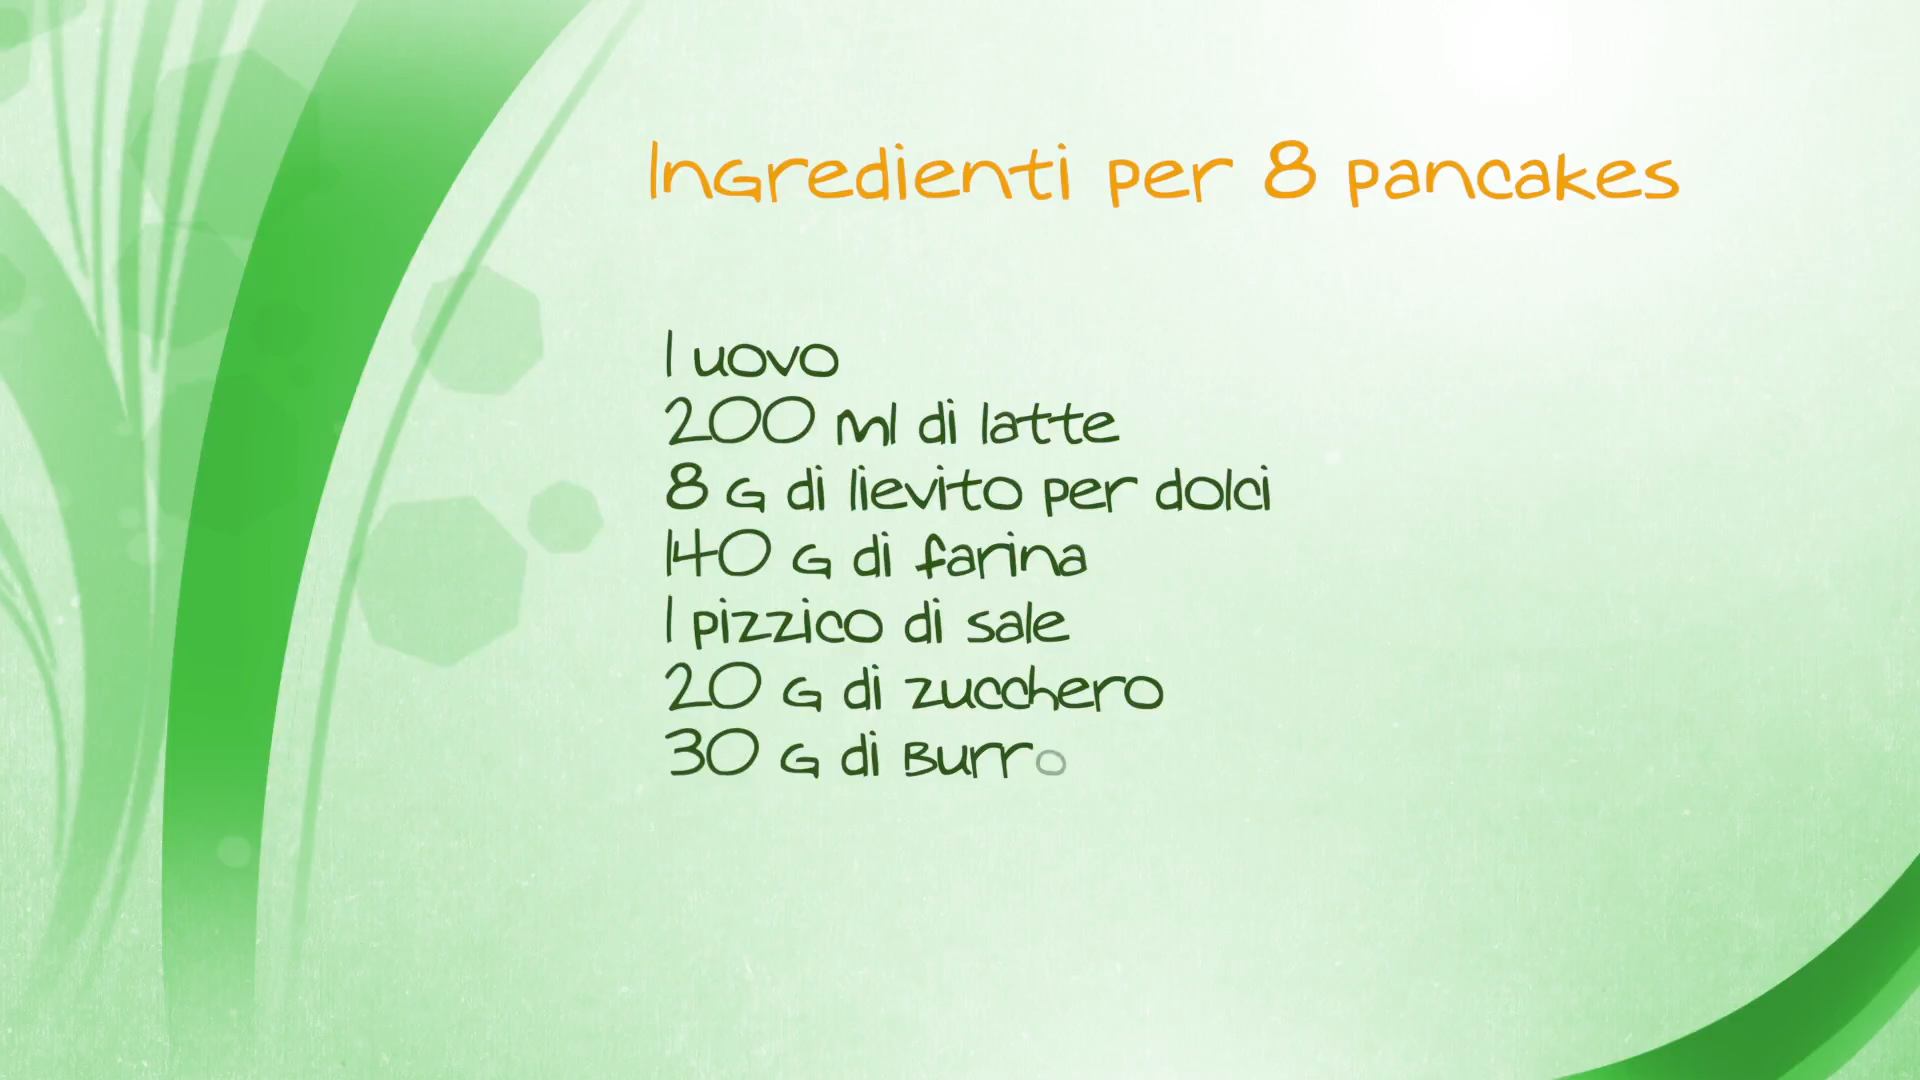 Ingredienti per 8 pancakes
1 uovo
200 ml di latte
8 g di lievito per dolci
140 g di farina
1 pizzico di sale
20 g di zucchero
30 g di Burro